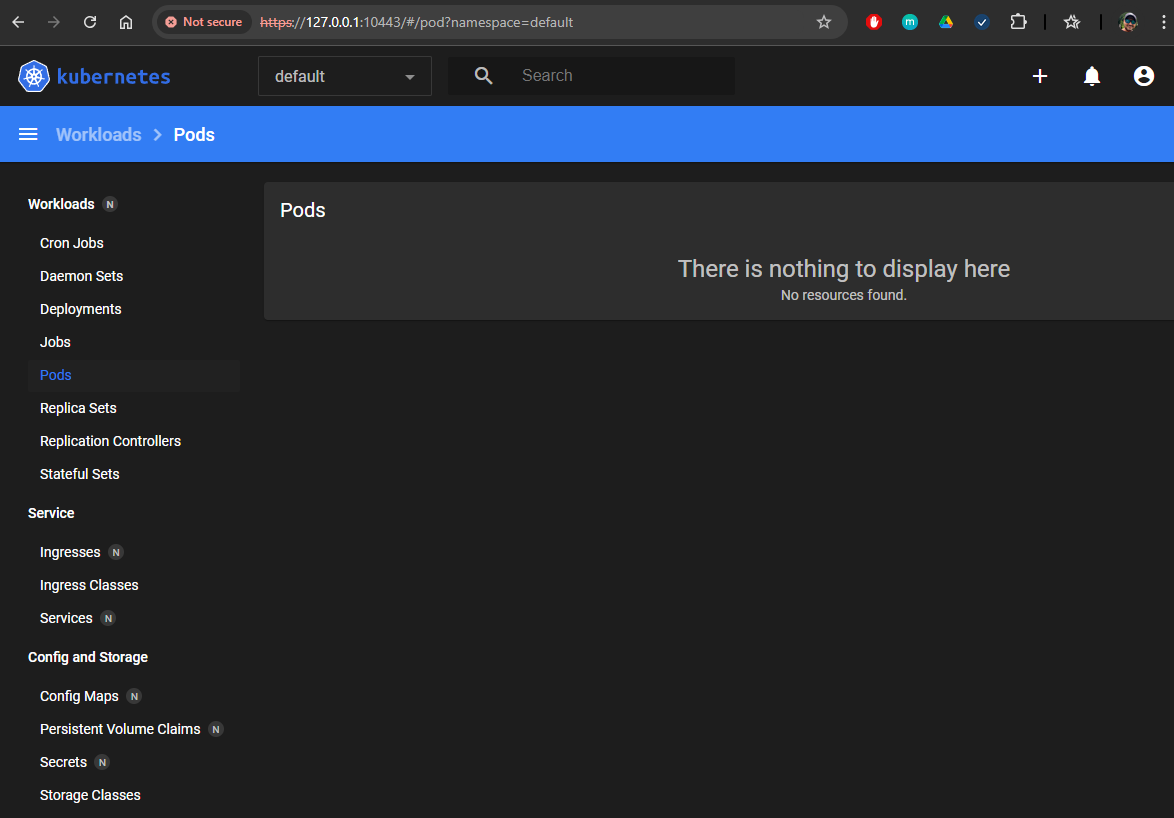 Not secure https://127.0.0.1:10443/#/pod?namespace=default
m
kubernetes default Search
Workloads Pods
Workloads N
Cron Jobs
Daemon Sets
Deployments
Jobs
Pods
Replica Sets
Replication Controllers
Stateful Sets
Service
Ingresses N
Ingress Classes
Services N
Config and Storage
Config Maps N
Persistent Volume Claims N
Secrets N
Storage Classes
Pods
There is nothing to display here
No resources found.